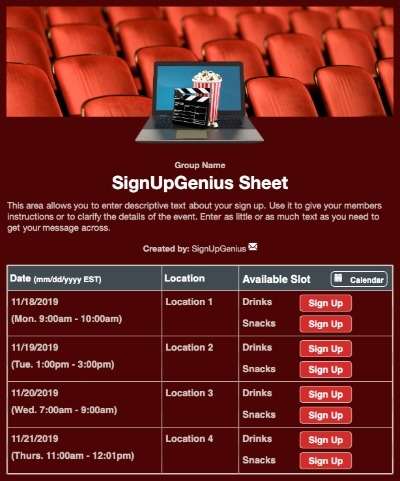 Group Name
SignUpGenius Sheet
This area allows you to enter descriptive text about your sign up. Use it to give your members
instructions or to clarify the details of the event. Enter as little or as much text as you need to
get your message across.
Created by: SignUpGenius
Date (mm/dd/yyyy EST) Location Available Slot Calendar
11/18/2019 Location 1 Drinks Sign Up
(Mon. 9:00am - 10:00am) Snacks Sign Up
11/19/2019 Location 2 Drinks Sign Up
(Tue. 1:00pm - 3:00pm) Snacks Sign Up
11/20/2019 Location 3 Drinks Sign Up
(Wed. 7:00am - 9:00am) Snacks Sign Up
11/21/2019 Location 4 Drinks Sign Up
(Thurs. 11:00am - 12:01pm) Snacks Sign Up